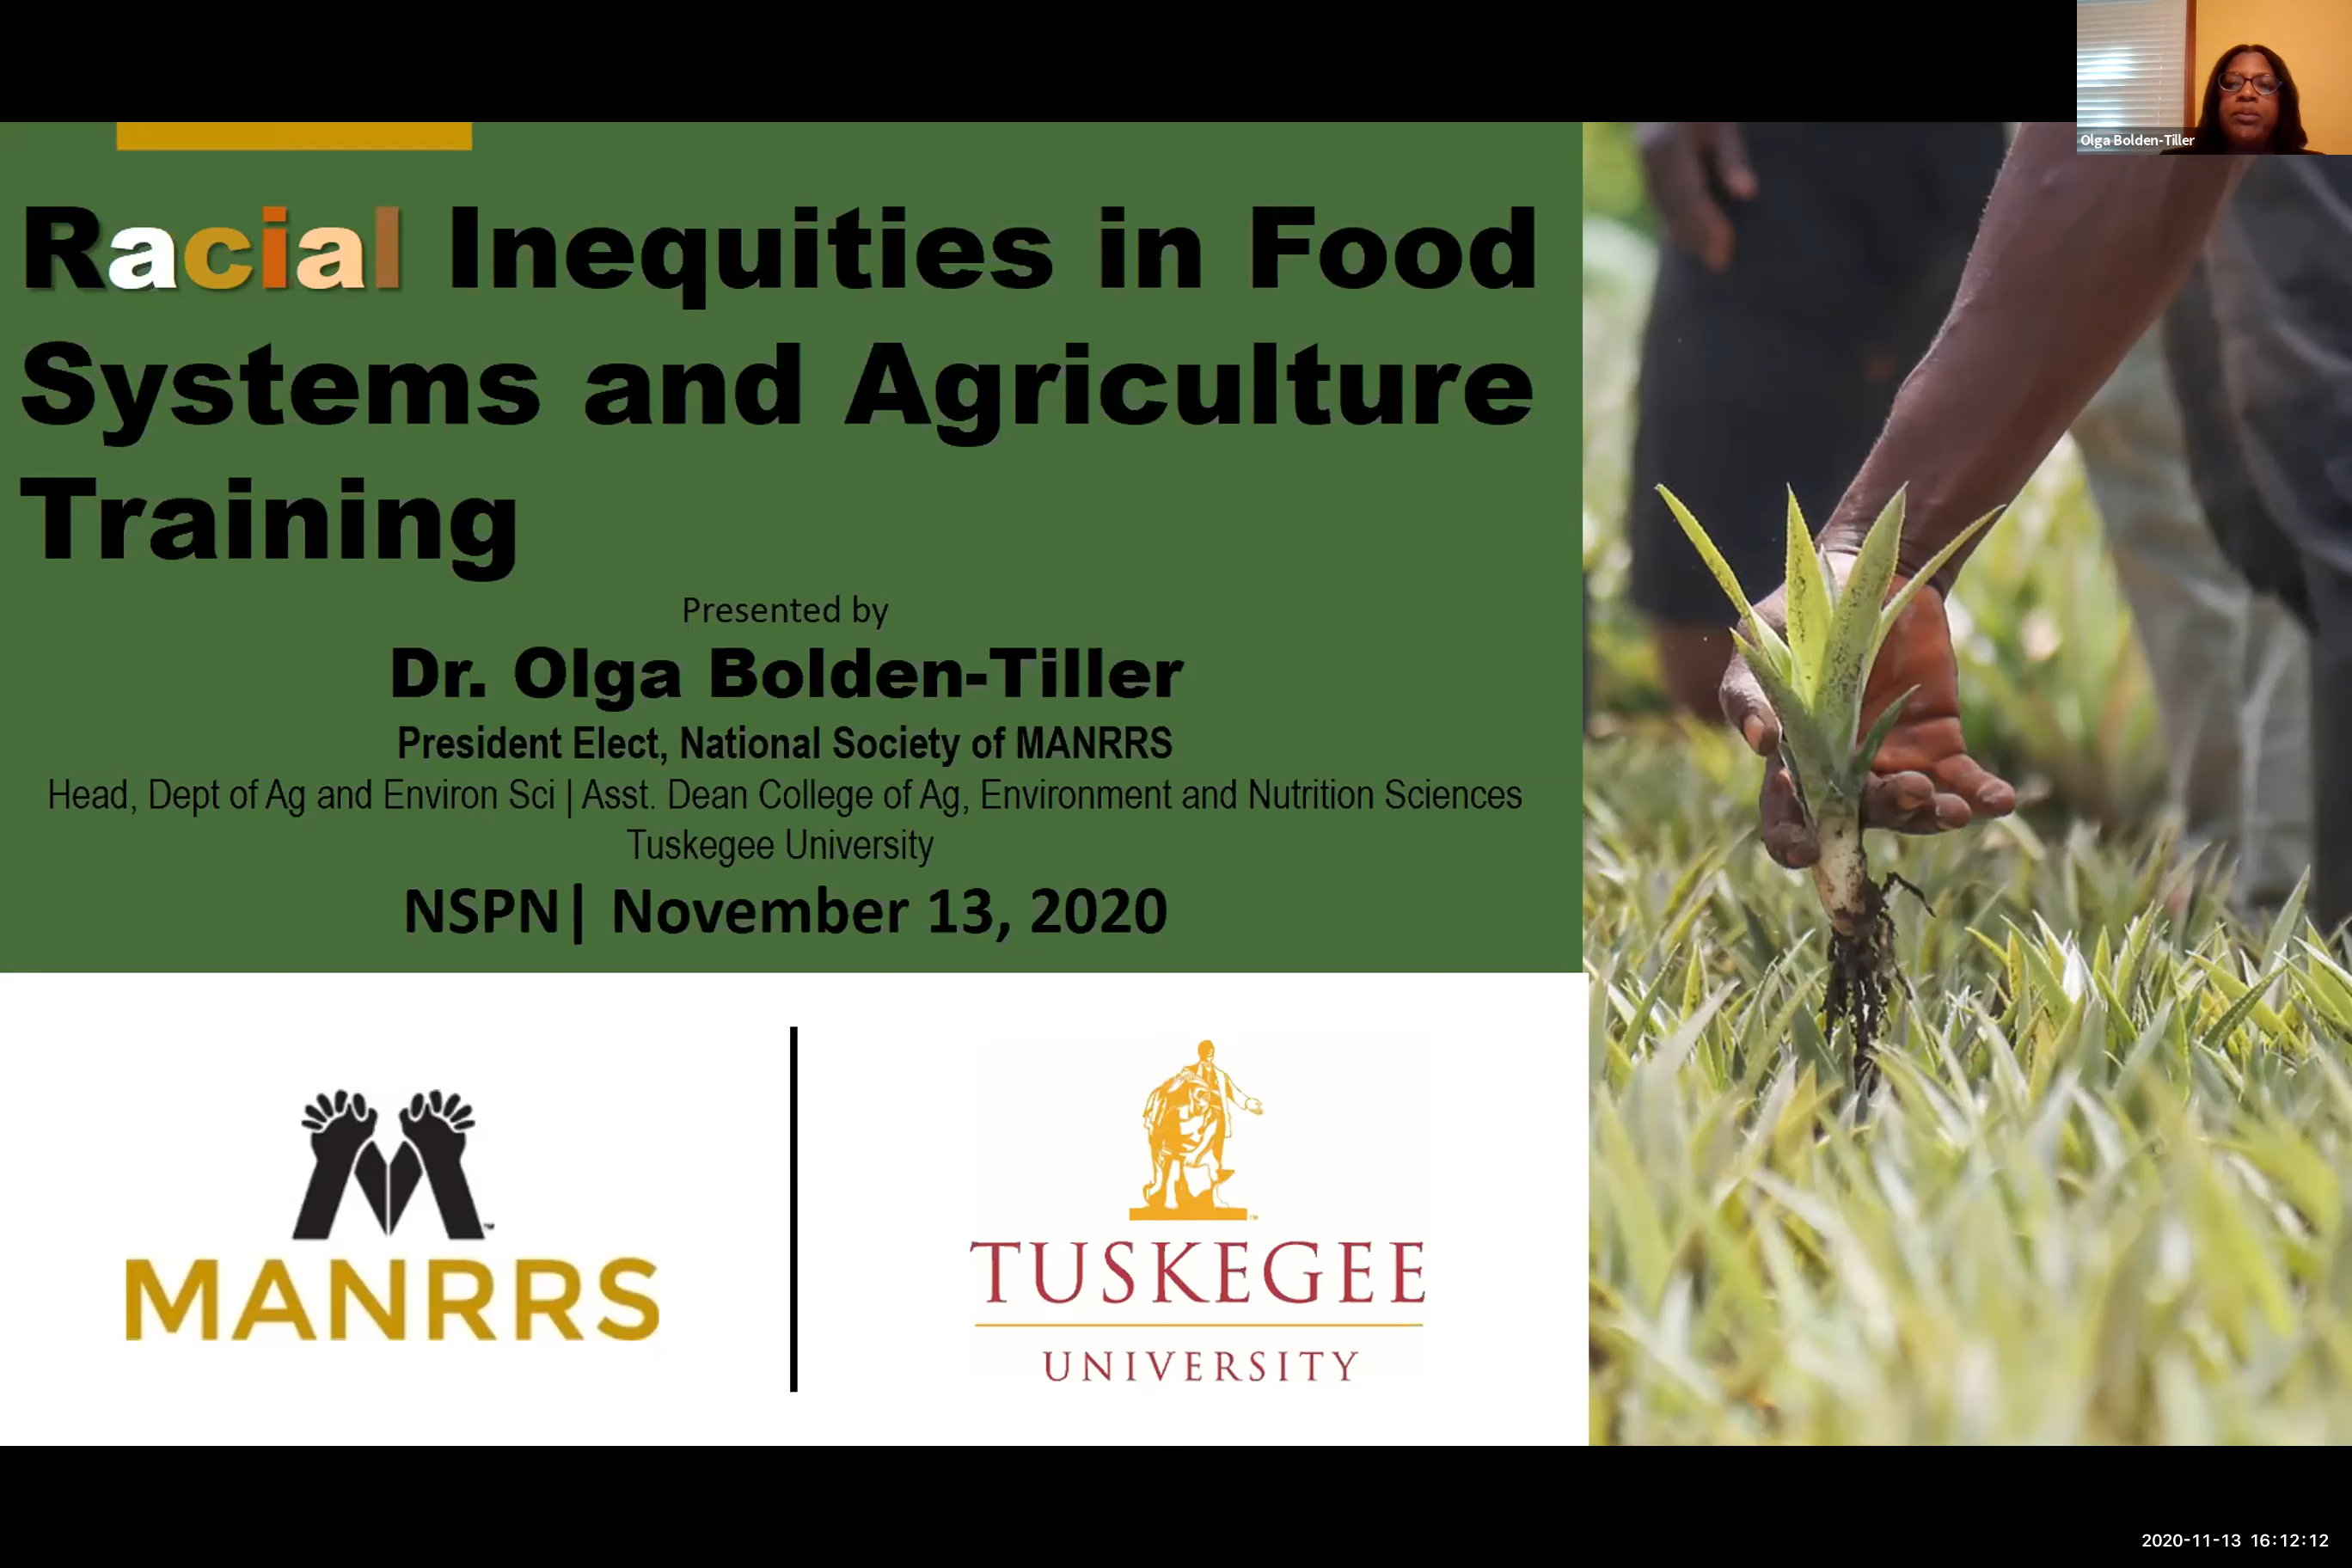 Olga Bolden-Tiller
Racial Inequities in Food
Systems and Agriculture
Training
Presented by
Dr. Olga Bolden-Tiller
President Elect, National Society of MANRRS
Head, Dept of Ag and Environ Sci | Asst. Dean College of Ag, Environment and Nutrition Sciences
Tuskegee University
NSPN| November 13, 2020
™
MANRRS
™
TUSKEGEE
UNIVERSITY
2020-11-13 16:12:12